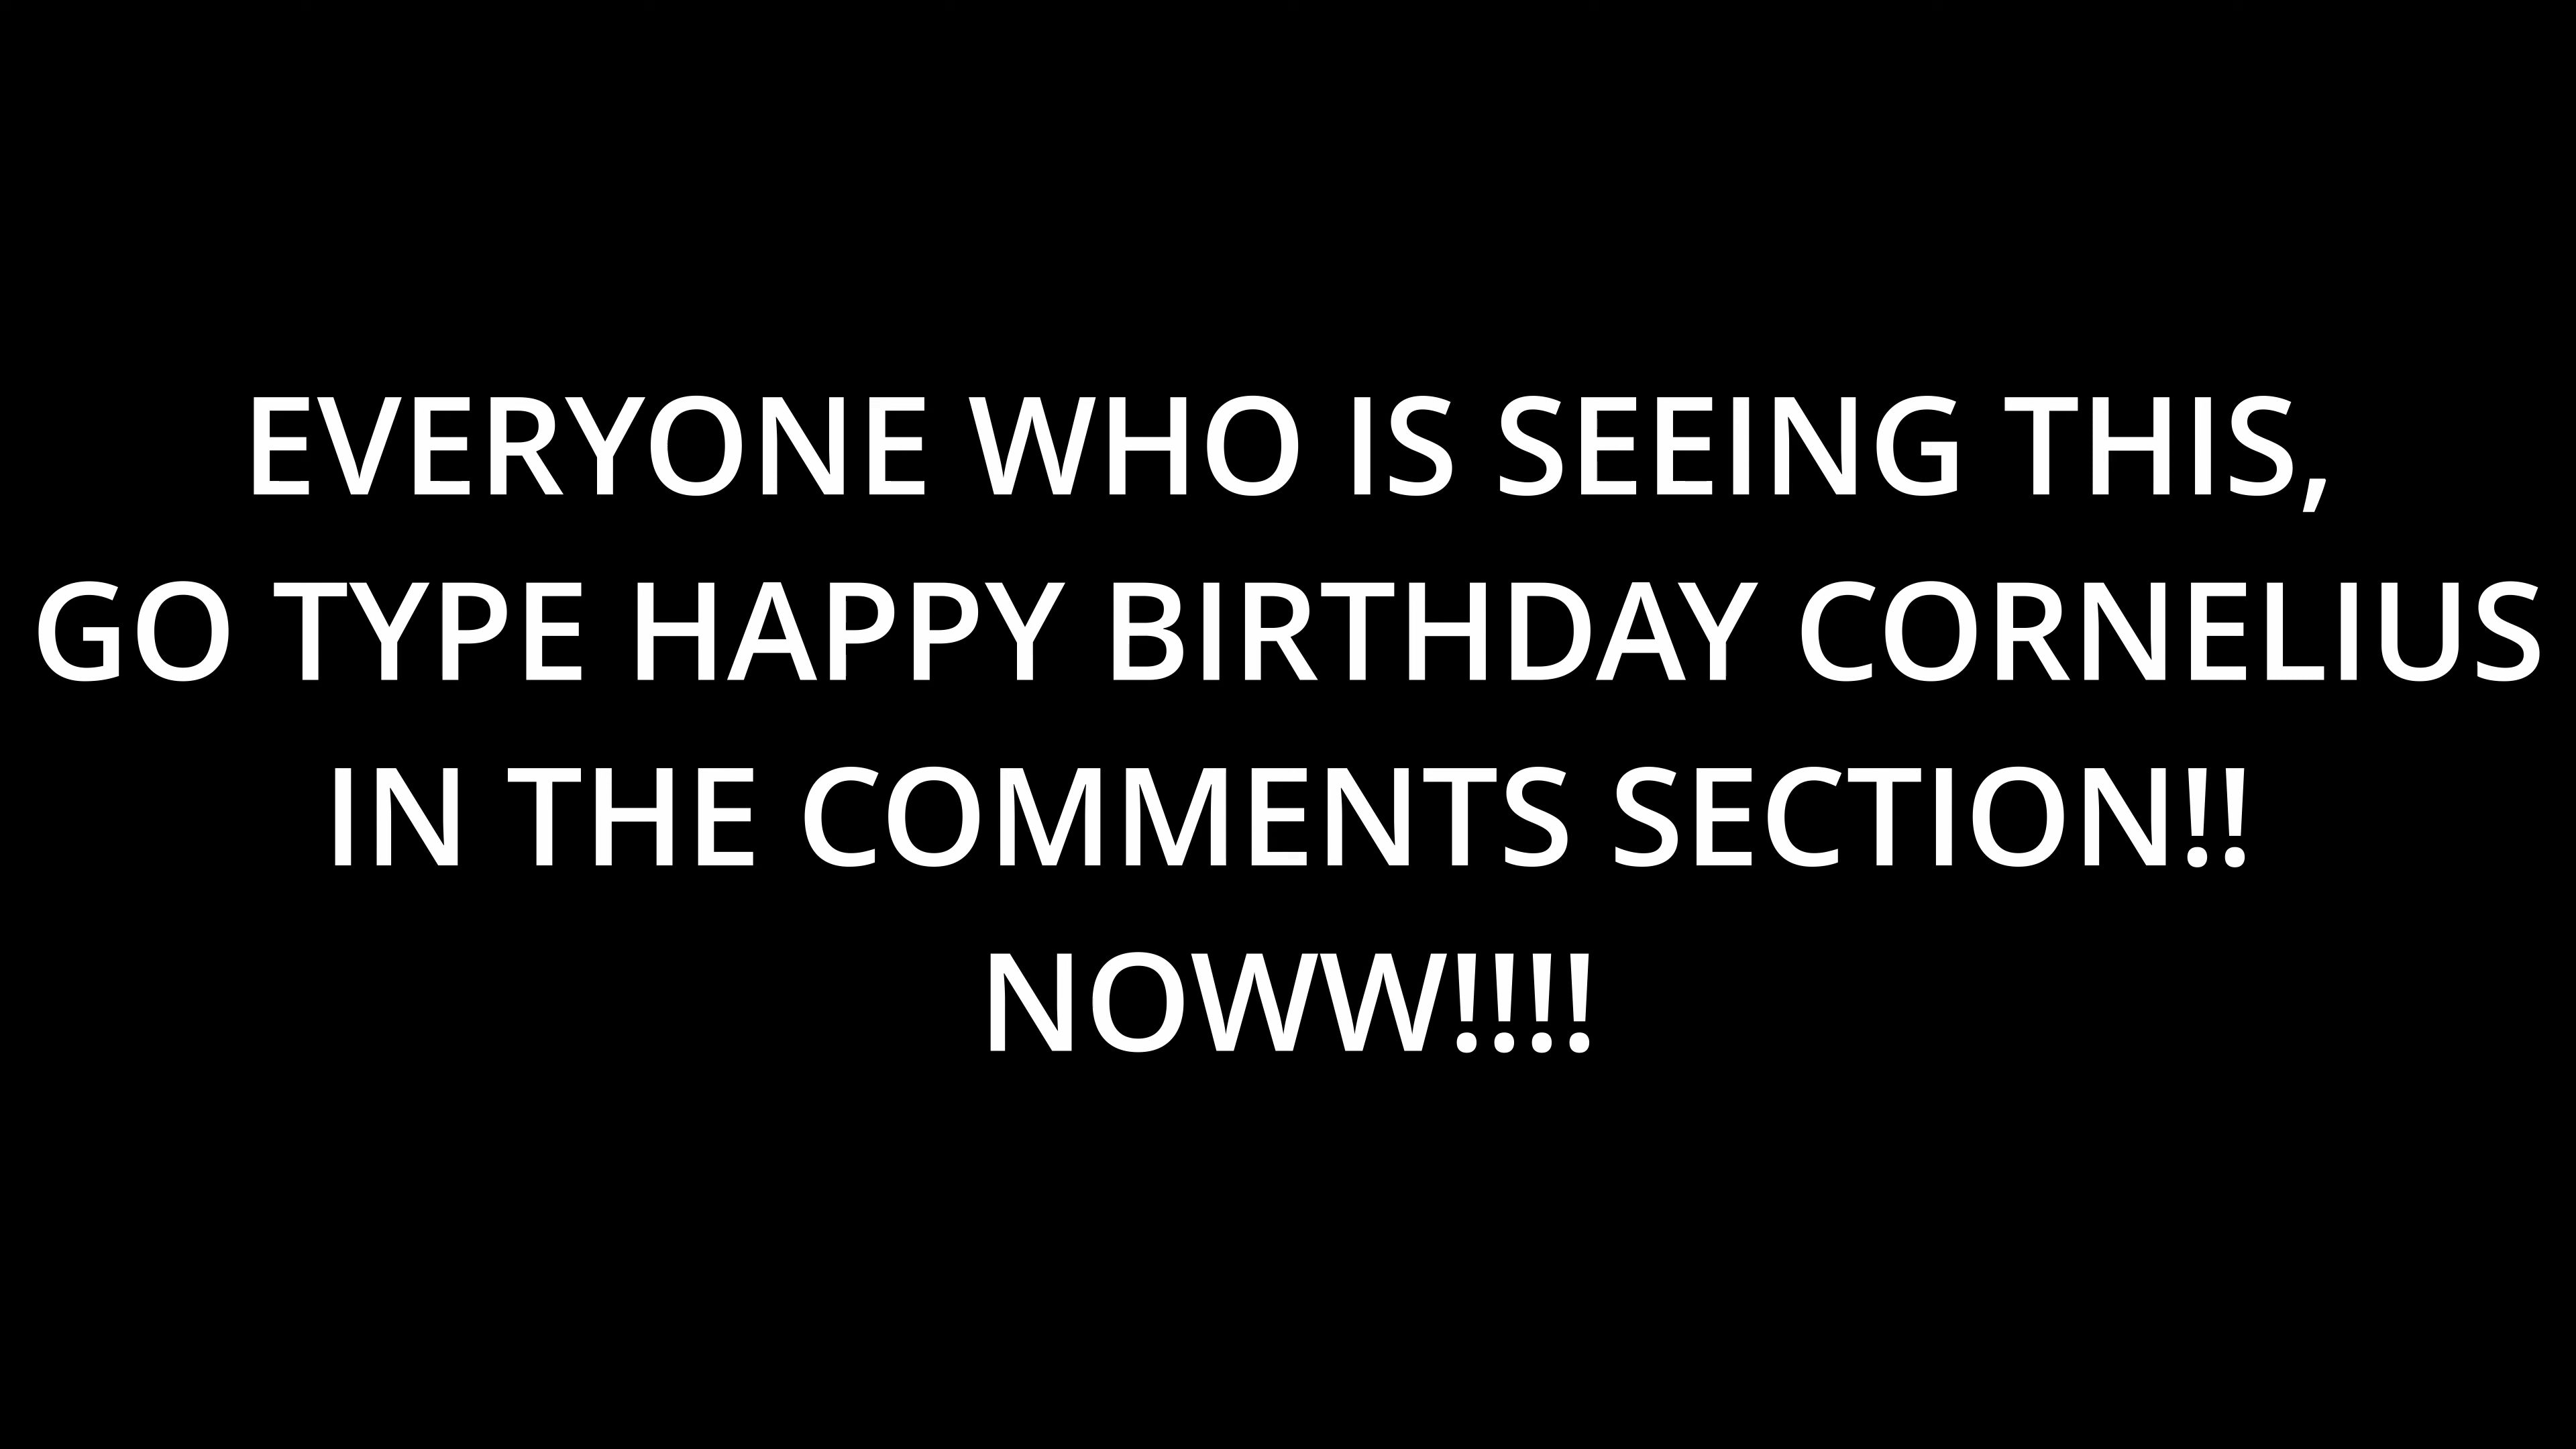 EVERYONE WHO IS SEEING THIS,
GO TYPE HAPPY BIRTHDAY CORNELIUS
IN THE COMMENTS SECTION!!
NOWW!!!!